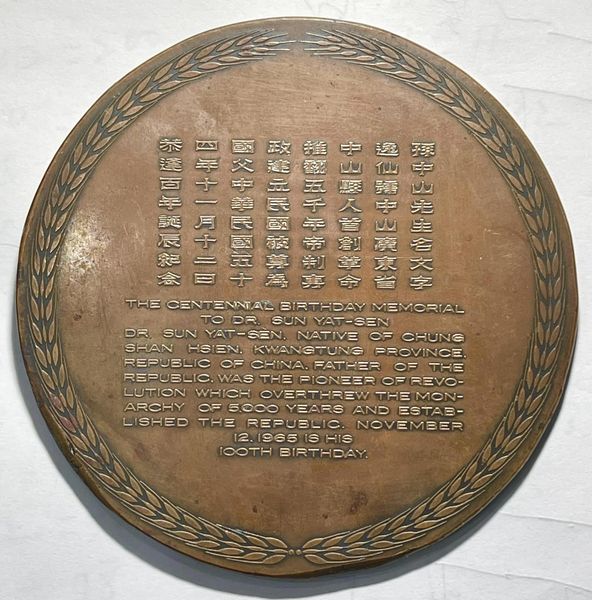 孫中山先生名文字
逸仙號中山廣東省
中山縣人首創革命
推翻五千年帝制專
政建立民國被尊為
國父中華民國五十
四年十一月十二日
恭逢百年誕辰紀念
THE CENTENNIAL BIRTHDAY MEMORIAL
TO DR. SUN YAT-SEN
DR. SUN YAT-SEN, NATIVE OF CHUNG
SHAN HSIEN, KWANGTUNG PROVINCE,
REPUBLIC OF CHINA, FATHER OF THE
REPUBLIC, WAS THE PIONEER OF REVO-
LUTION WHICH OVERTHREW THE MON-
ARCHY OF 5,000 YEARS AND ESTAB-
LISHED THE REPUBLIC. NOVEMBER
12, 1965 IS HIS
100TH BIRTHDAY.